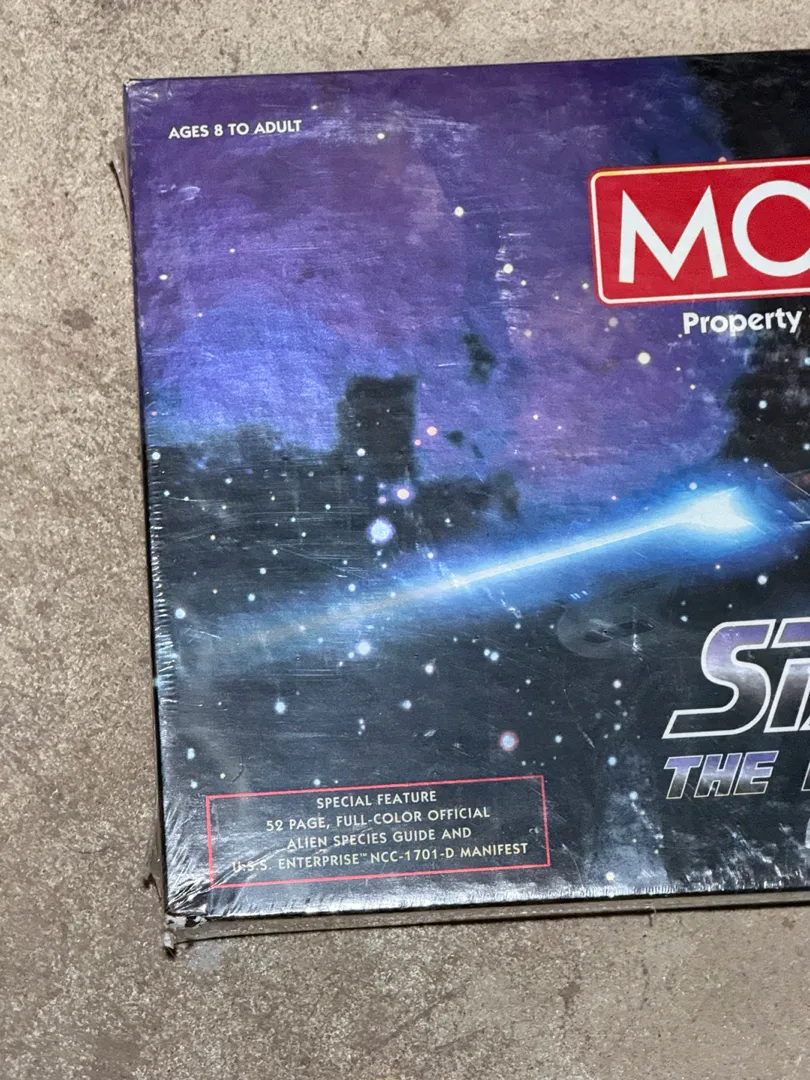 AGES 8 TO ADULT
MO
Property
STA
THE
SPECIAL FEATURE
52 PAGE, FULL-COLOR OFFICIAL
ALIEN SPECIES GUIDE AND
U.S.S. ENTERPRISE™ NCC-1701-D MANIFEST